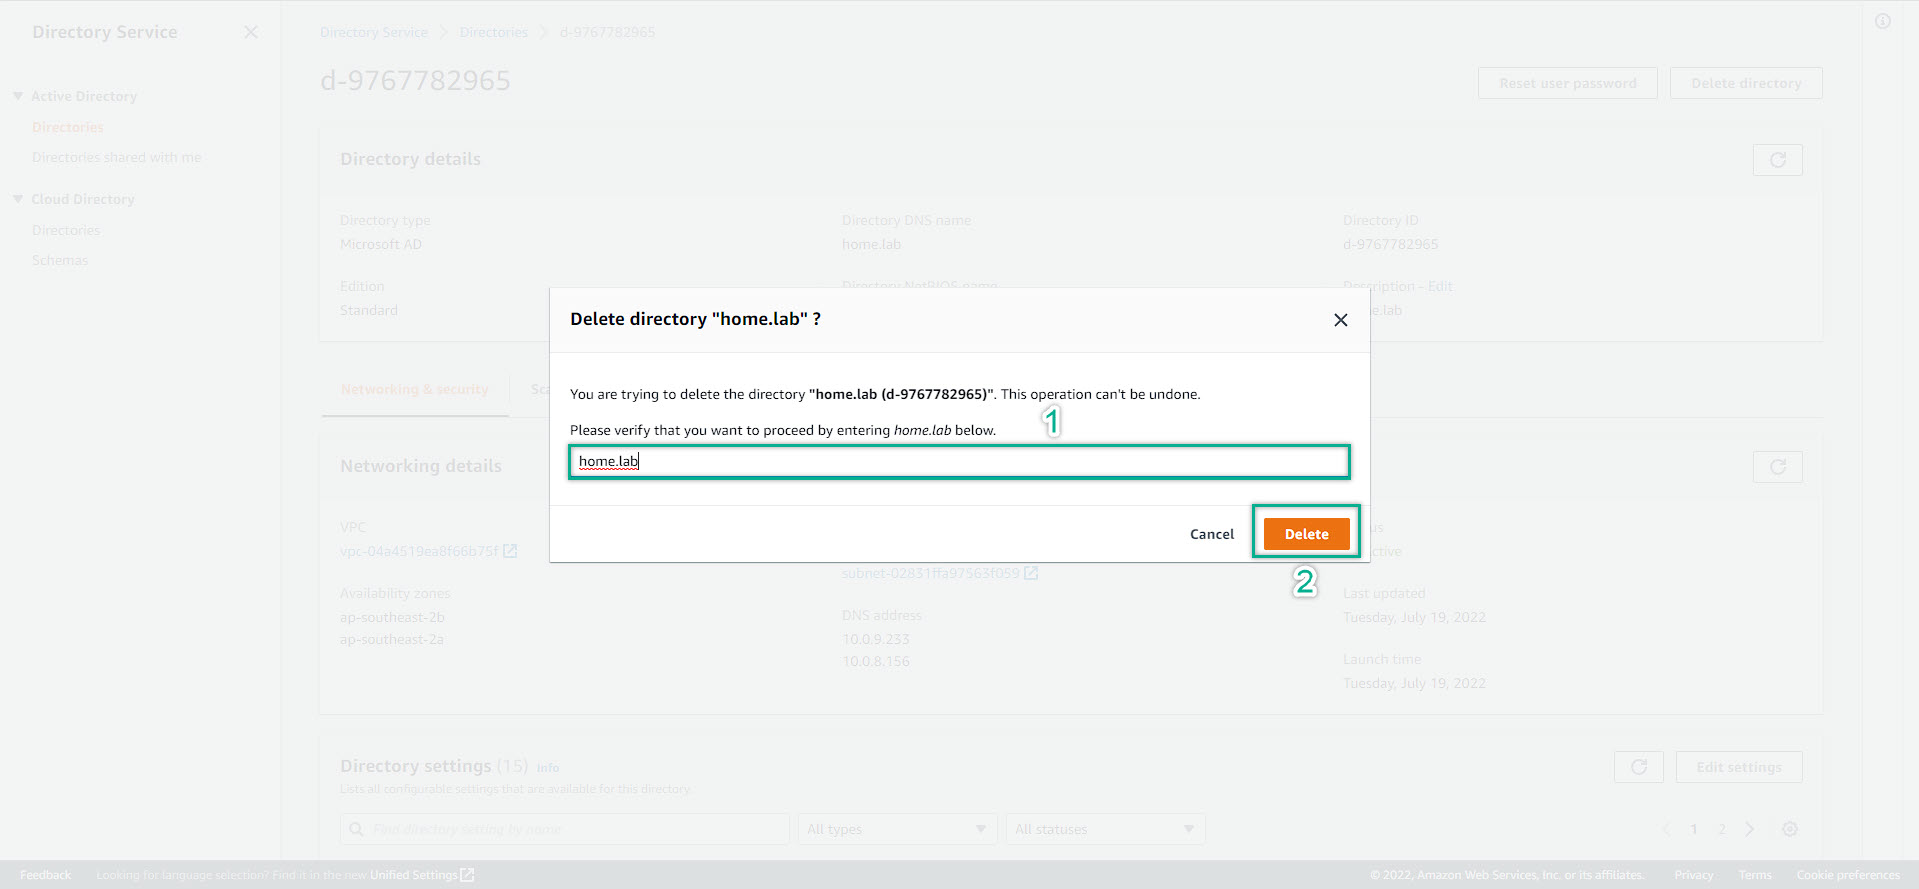 Directory Service
Directory Service > Directories > d-9767782965
d-9767782965
Reset user password
Delete directory
Active Directory
Directories
Directories shared with me
Cloud Directory
Directories
Schemas
Directory details
Directory type
Microsoft AD
Directory DNS name
home.lab
Directory ID
d-9767782965
Edition
Standard
Directory NetBIOS name
Description - Edit
Delete directory "home.lab" ?
You are trying to delete the directory "home.lab (d-9767782965)". This operation can't be undone.
1
Please verify that you want to proceed by entering home.lab below.
home.lab
Cancel
Delete
2
Networking & security
Networking details
VPC
vpc-04a4519ea8f66b75f
Availability zones
ap-southeast-2b
ap-southeast-2a
subnet-02831ffa97563f059
DNS address
10.0.9.233
10.0.8.156
Last updated
Tuesday, July 19, 2022
Launch time
Tuesday, July 19, 2022
Directory settings (15) Info
Lists all configurable settings that are available for this directory.
Edit settings
Find directory setting by name
All types
All statuses
1 2
Feedback
Looking for language selection? Find it in the new Unified Settings
© 2022, Amazon Web Services, Inc. or its affiliates.
Privacy
Terms
Cookie preferences